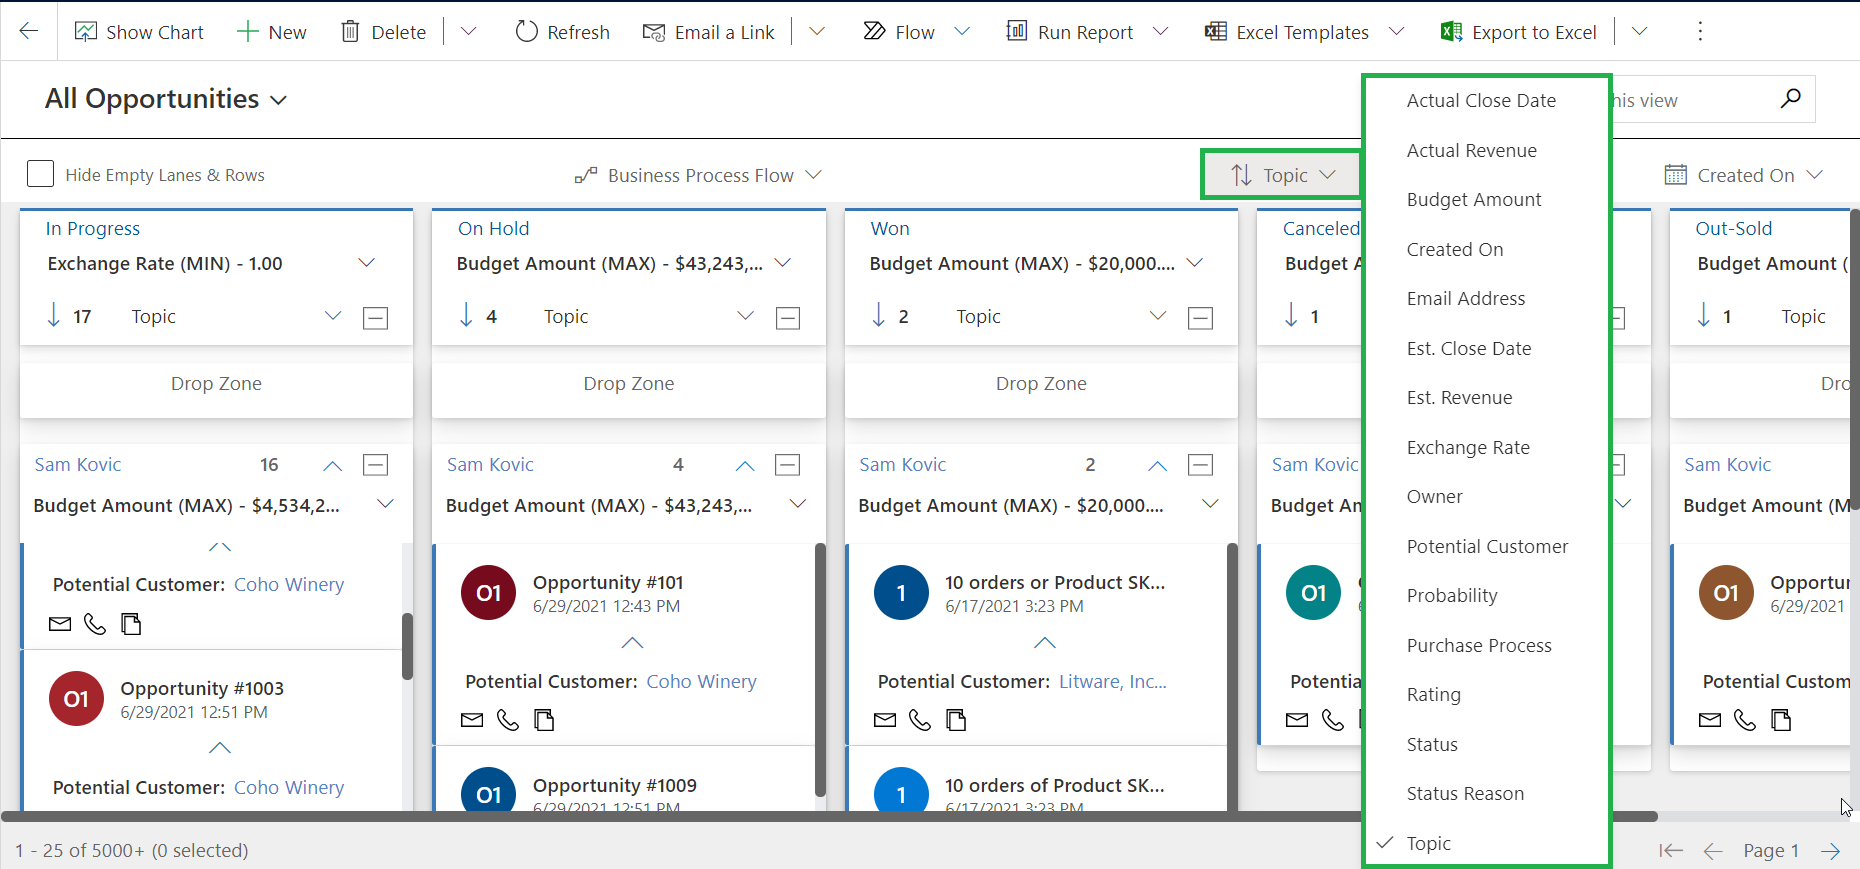 Show Chart New Delete Refresh Email a Link Flow Run Report Excel Templates Export to Excel
All Opportunities
his view
Hide Empty Lanes & Rows Business Process Flow Topic Created On
Actual Close Date
Actual Revenue
Budget Amount
Created On
Email Address
Est. Close Date
Est. Revenue
Exchange Rate
Owner
Potential Customer
Probability
Purchase Process
Rating
Status
Status Reason
Topic
In Progress
Exchange Rate (MIN) - 1.00
17 Topic
Drop Zone
Sam Kovic 16
Budget Amount (MAX) - $4,534,2...
Potential Customer: Coho Winery
O1 Opportunity #1003
6/29/2021 12:51 PM
Potential Customer: Coho Winery
On Hold
Budget Amount (MAX) - $43,243,...
4 Topic
Drop Zone
Sam Kovic 4
Budget Amount (MAX) - $43,243,...
O1 Opportunity #101
6/29/2021 12:43 PM
Potential Customer: Coho Winery
O1 Opportunity #1009
6/29/2021 12:51 PM
Won
Budget Amount (MAX) - $20,000....
2 Topic
Drop Zone
Sam Kovic 2
Budget Amount (MAX) - $20,000....
1 10 orders or Product SK...
6/17/2021 3:23 PM
Potential Customer: Litware, Inc...
1 10 orders of Product SK...
6/17/2021 3:23 PM
Canceled
Budget A
1
Sam Kovic
Budget An
O1
Potentia
Out-Sold
Budget Amount (
1 Topic
Dro
Sam Kovic
Budget Amount (M
O1 Opportun
6/29/2021
Potential Custom
1 - 25 of 5000+ (0 selected) Page 1